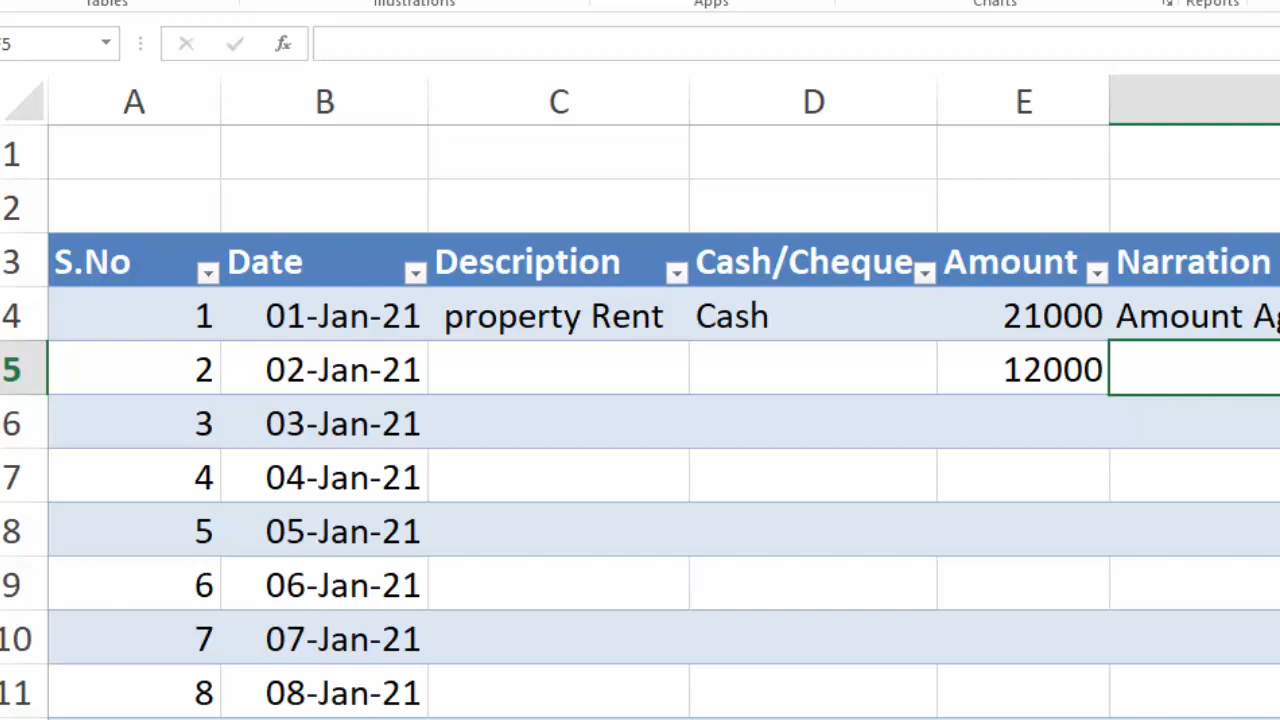 Tables Illustrations Apps Charts Reports
F5 fx
A B C D E
1
2
3 S.No Date Description Cash/Cheque Amount Narration
4 1 01-Jan-21 property Rent Cash 21000 Amount Ag
5 2 02-Jan-21 12000
6 3 03-Jan-21
7 4 04-Jan-21
8 5 05-Jan-21
9 6 06-Jan-21
10 7 07-Jan-21
11 8 08-Jan-21